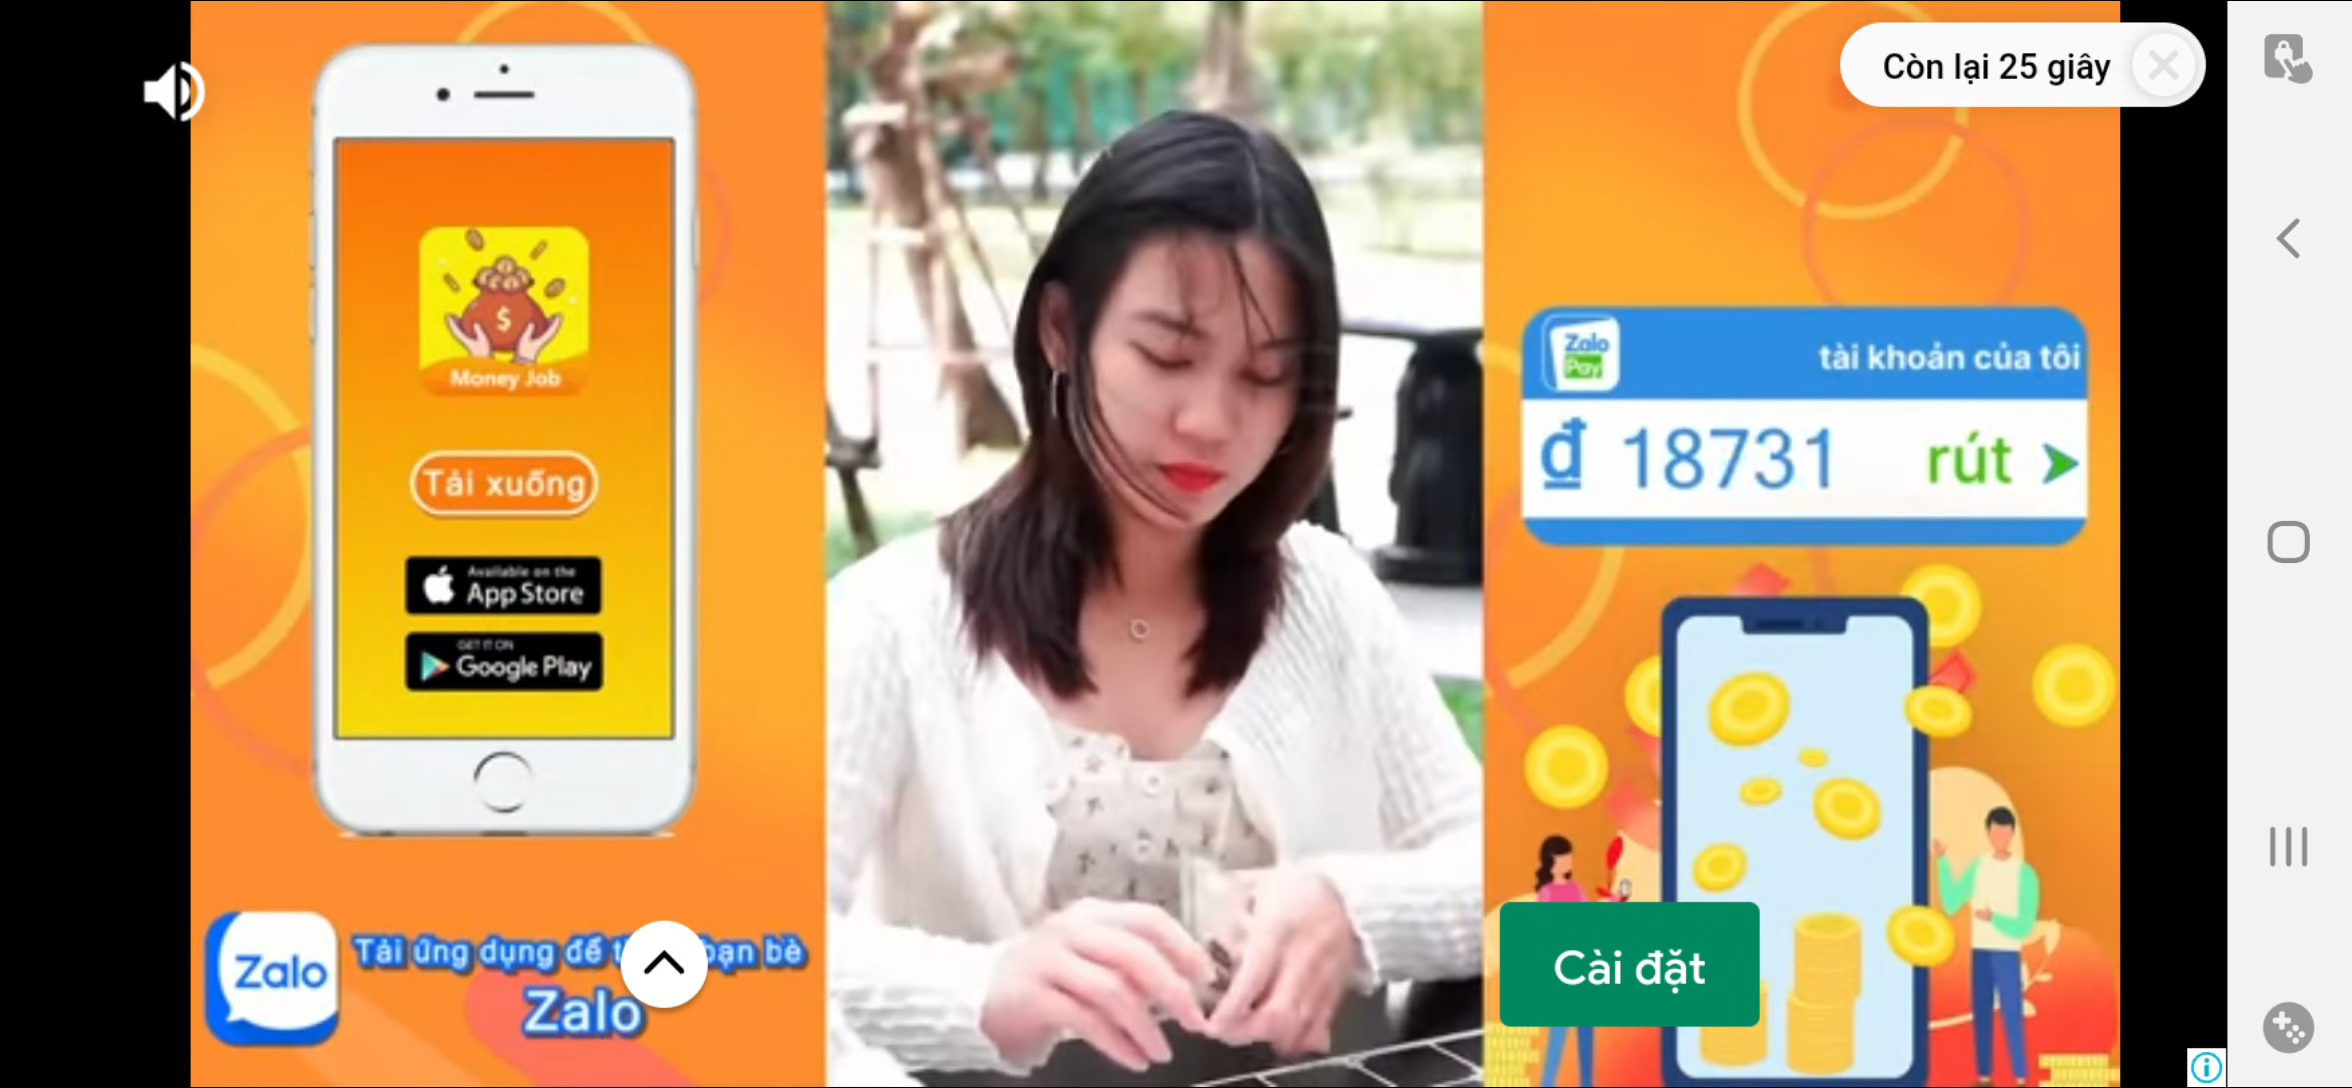 Còn lại 25 giây
$
Money Job
Tải xuống
Available on the
App Store
GET IT ON
Google Play
Zalo
Pay
tài khoản của tôi
₫ 18731 rút
Zalo
Tải ứng dụng để bạn bè
Zalo
Cài đặt